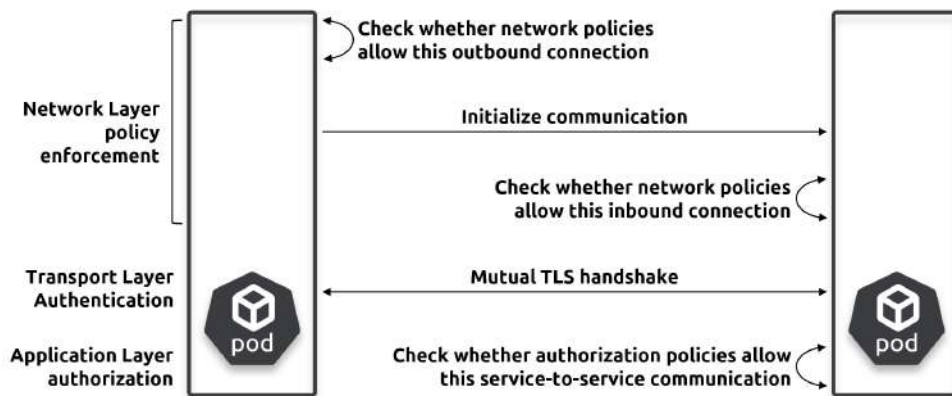 Check whether network policies
allow this outbound connection
Network Layer
policy
enforcement
Initialize communication
Check whether network policies
allow this inbound connection
Transport Layer
Authentication
Mutual TLS handshake
pod
pod
Application Layer
authorization
Check whether authorization policies allow
this service-to-service communication